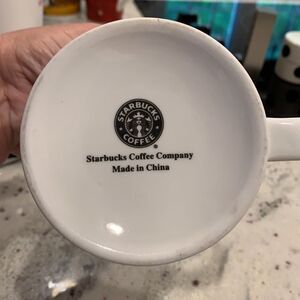 STARBUCKS
COFFEE
®
Starbucks Coffee Company
Made in China